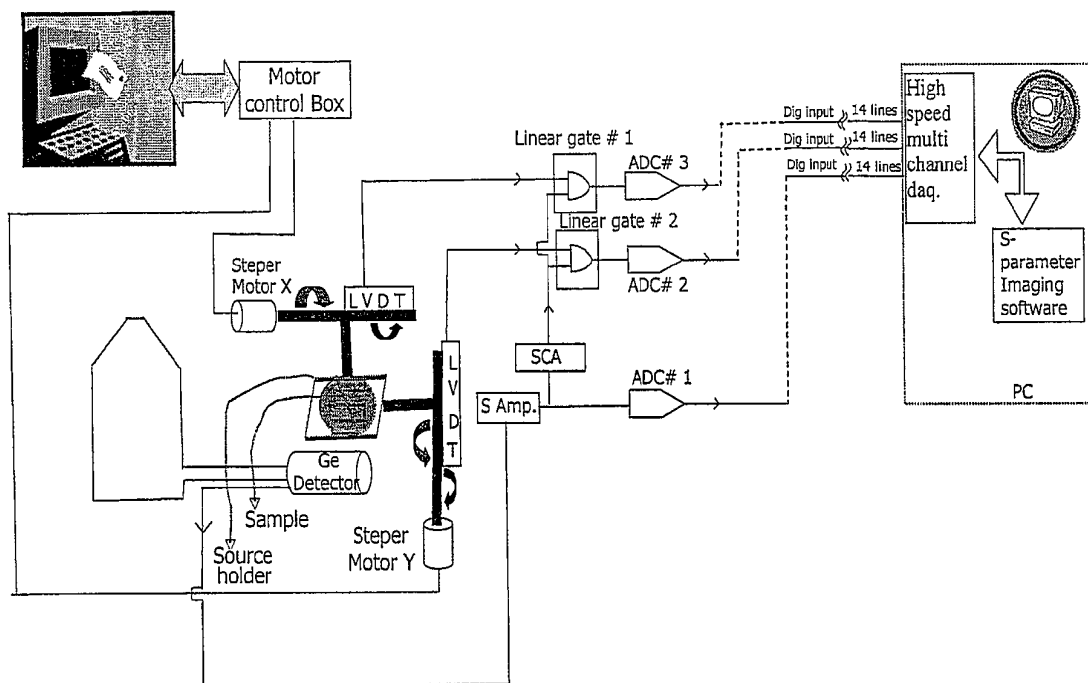 Motor
control Box
Linear gate # 1
ADC# 3
Dig input
14 lines
Dig input
14 lines
Dig input
14 lines
High
speed
multi
channel
daq.
Linear gate # 2
ADC# 2
S-
parameter
Imaging
software
PC
Steper
Motor X
L V D T
L
V
D
T
SCA
S Amp.
ADC# 1
Ge
Detector
Sample
Source
holder
Steper
Motor Y